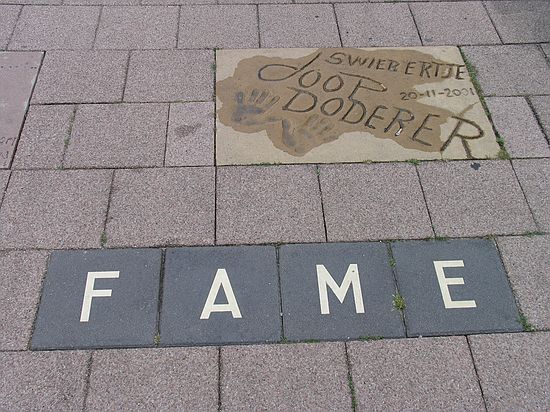 SWIEBERTJE
JOOP
20-11-2001
DODERER
FAME